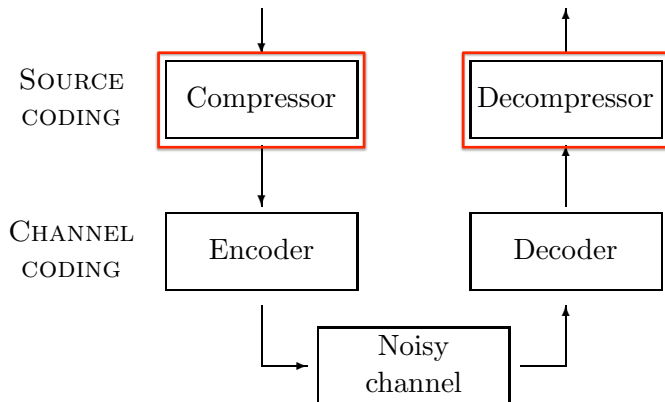 SOURCE
CODING
Compressor
Decompressor
CHANNEL
CODING
Encoder
Decoder
Noisy
channel